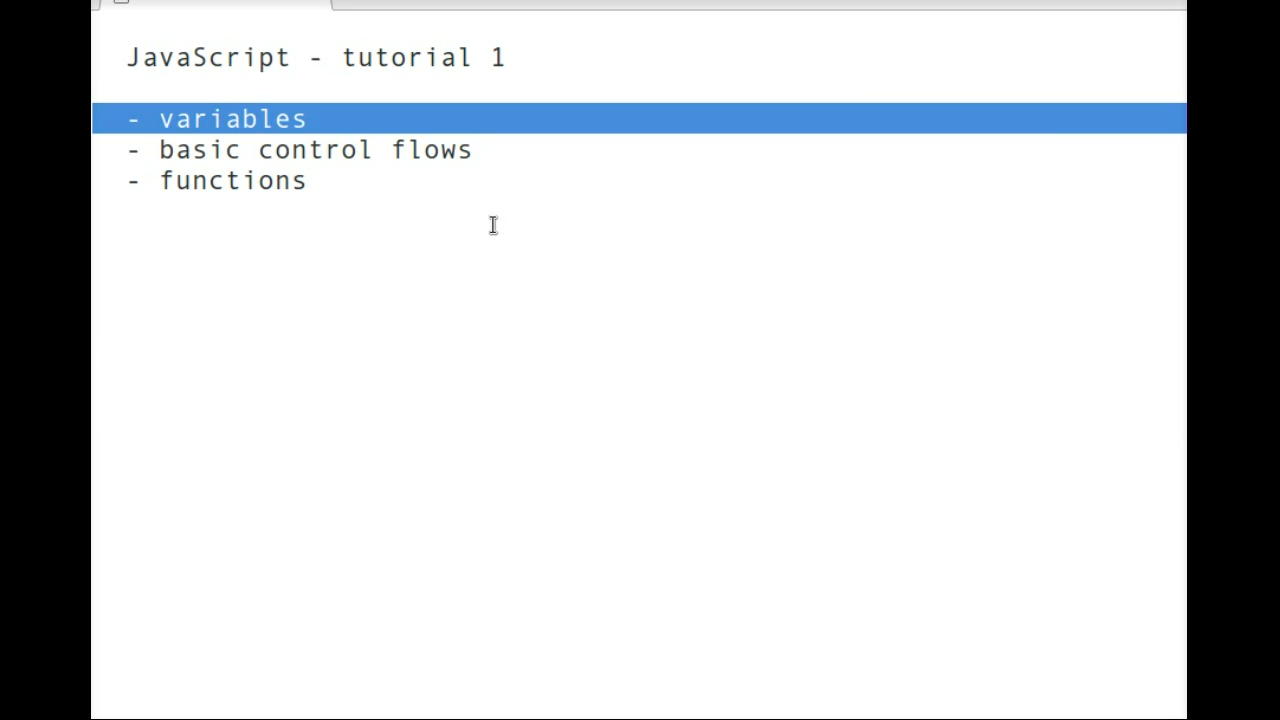 JavaScript - tutorial 1
- variables
- basic control flows
- functions